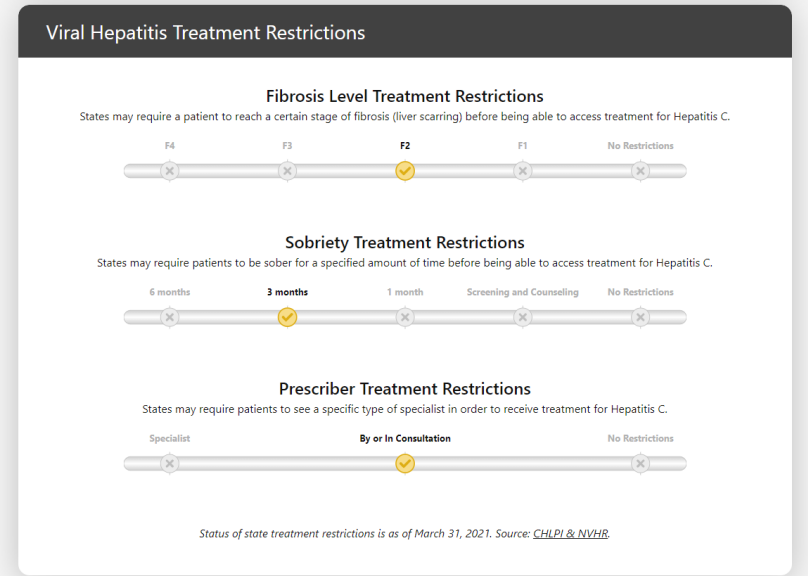 Viral Hepatitis Treatment Restrictions
Fibrosis Level Treatment Restrictions
States may require a patient to reach a certain stage of fibrosis (liver scarring) before being able to access treatment for Hepatitis C.
F4 F3 F2 F1 No Restrictions
Sobriety Treatment Restrictions
States may require patients to be sober for a specified amount of time before being able to access treatment for Hepatitis C.
6 months 3 months 1 month Screening and Counseling No Restrictions
Prescriber Treatment Restrictions
States may require patients to see a specific type of specialist in order to receive treatment for Hepatitis C.
Specialist By or In Consultation No Restrictions
Status of state treatment restrictions is as of March 31, 2021. Source: CHLPI & NVHR.